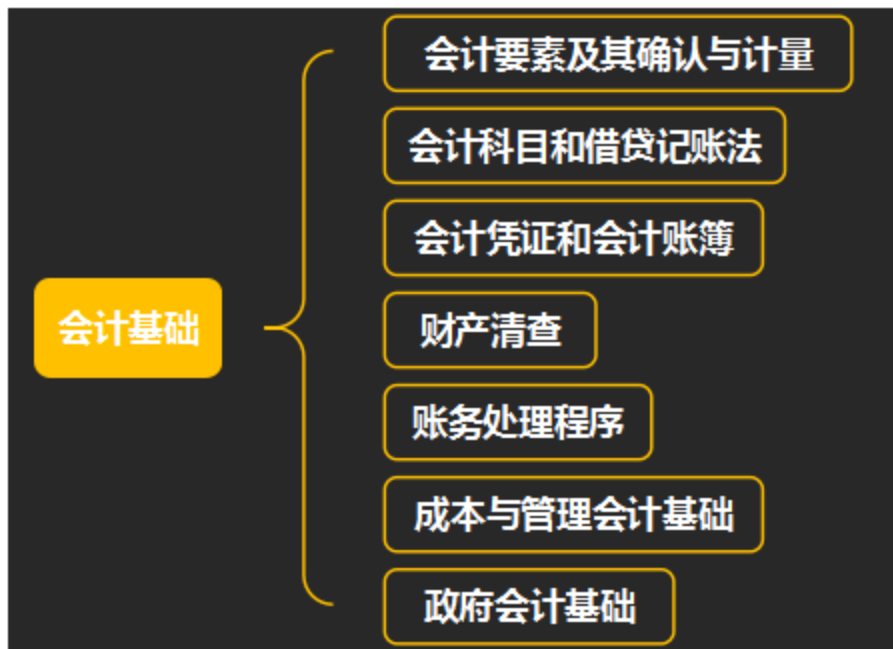 会计要素及其确认与计量
会计科目和借贷记账法
会计凭证和会计账簿
会计基础
财产清查
账务处理程序
成本与管理会计基础
政府会计基础